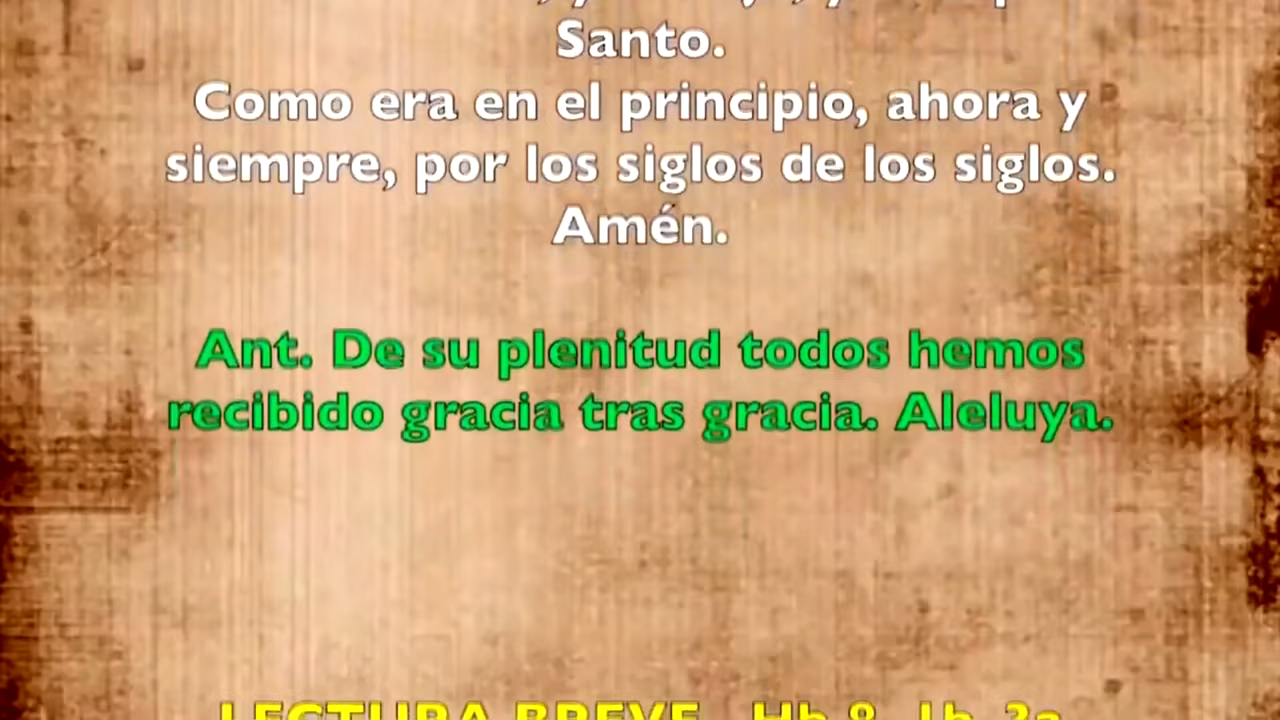 Santo.
Como era en el principio, ahora y
siempre, por los siglos de los siglos.
Amén.
Ant. De su plenitud todos hemos
recibido gracia tras gracia. Aleluya.
LECTURA BREVE Hb